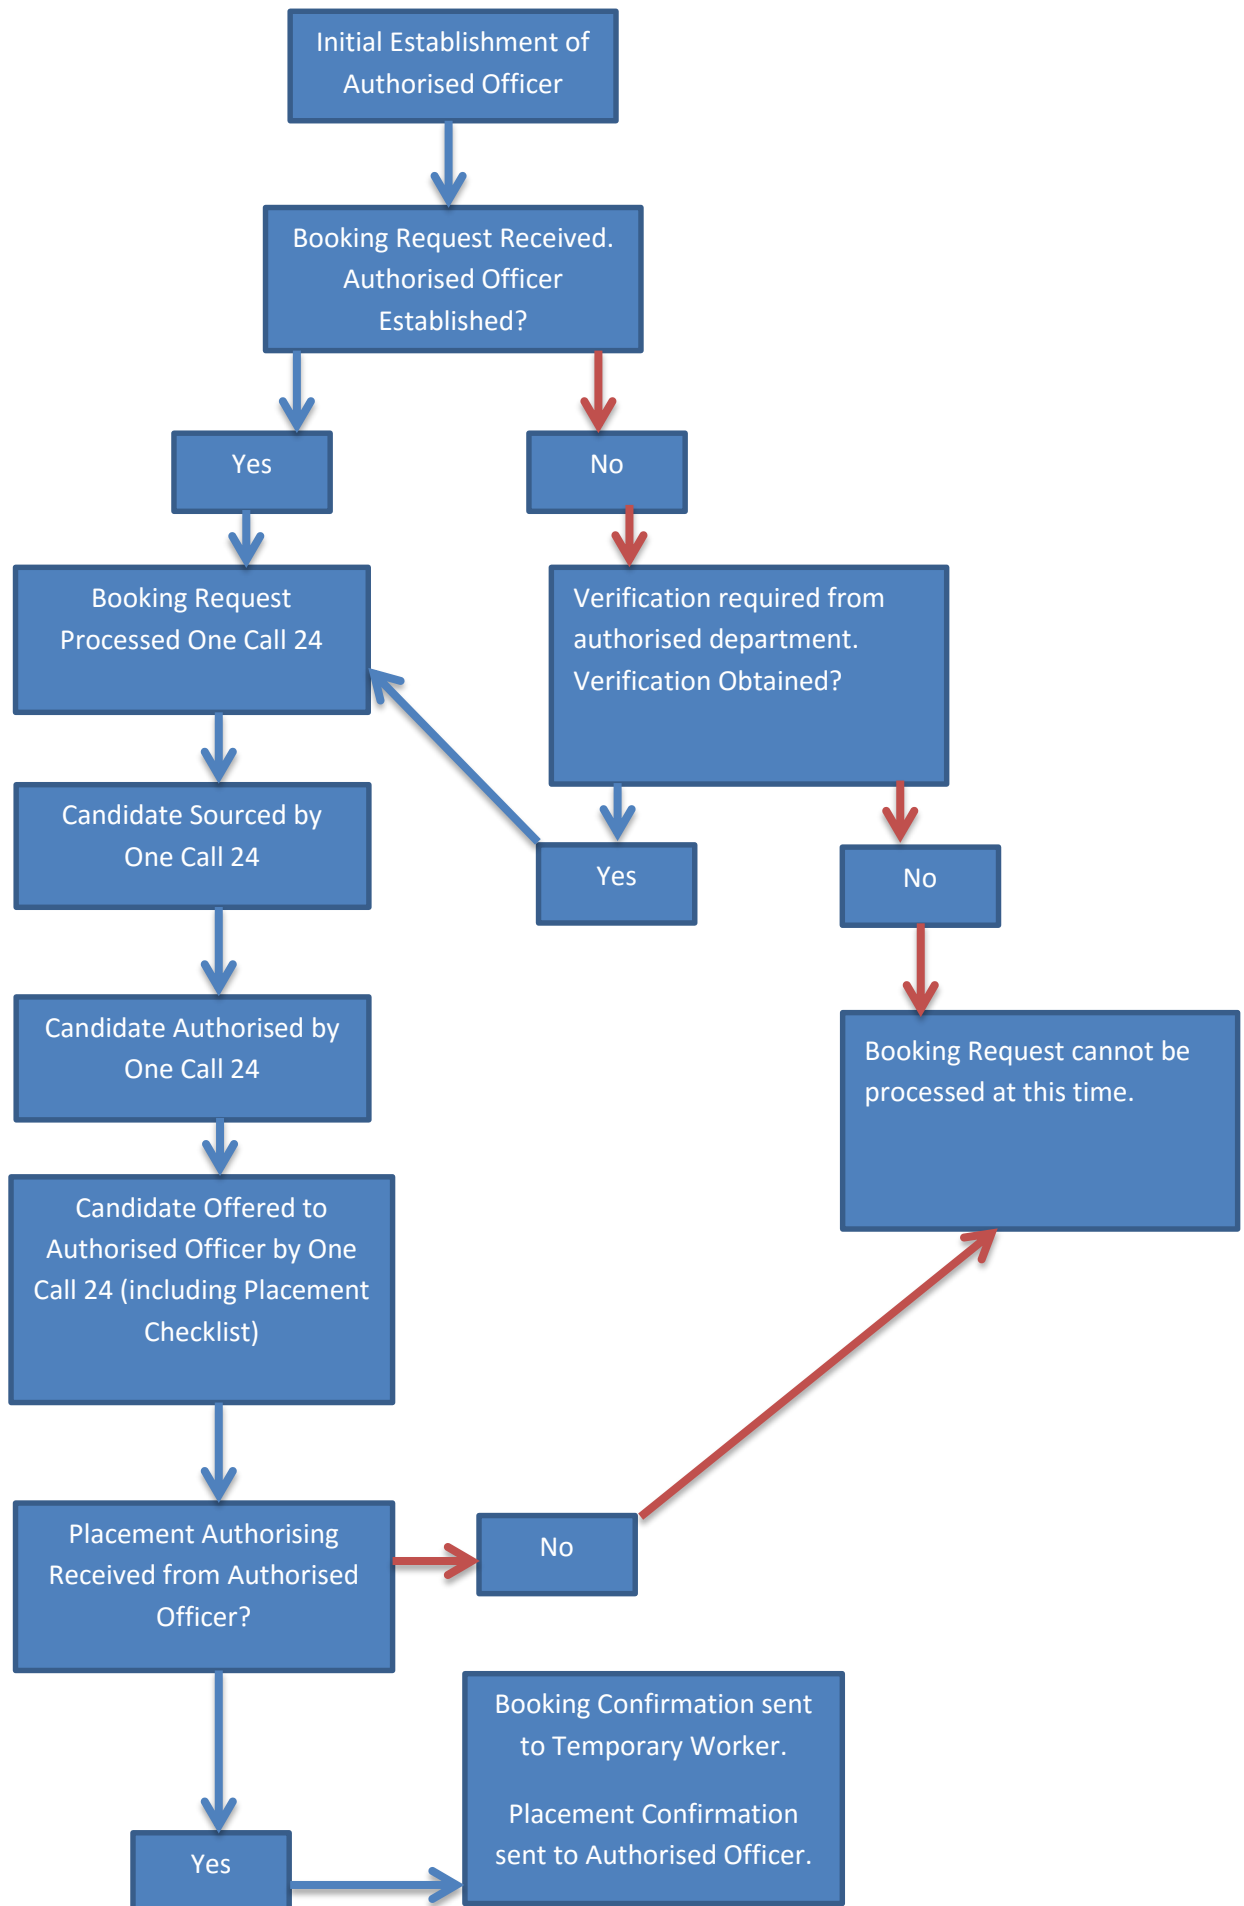 Initial Establishment of
Authorised Officer
Booking Request Received.
Authorised Officer
Established?
Yes
No
Booking Request
Processed One Call 24
Verification required from
authorised department.
Verification Obtained?
Candidate Sourced by
One Call 24
Yes
No
Candidate Authorised by
One Call 24
Booking Request cannot be
processed at this time.
Candidate Offered to
Authorised Officer by One
Call 24 (including Placement
Checklist)
Placement Authorising
Received from Authorised
Officer?
No
Booking Confirmation sent
to Temporary Worker.
Placement Confirmation
sent to Authorised Officer.
Yes